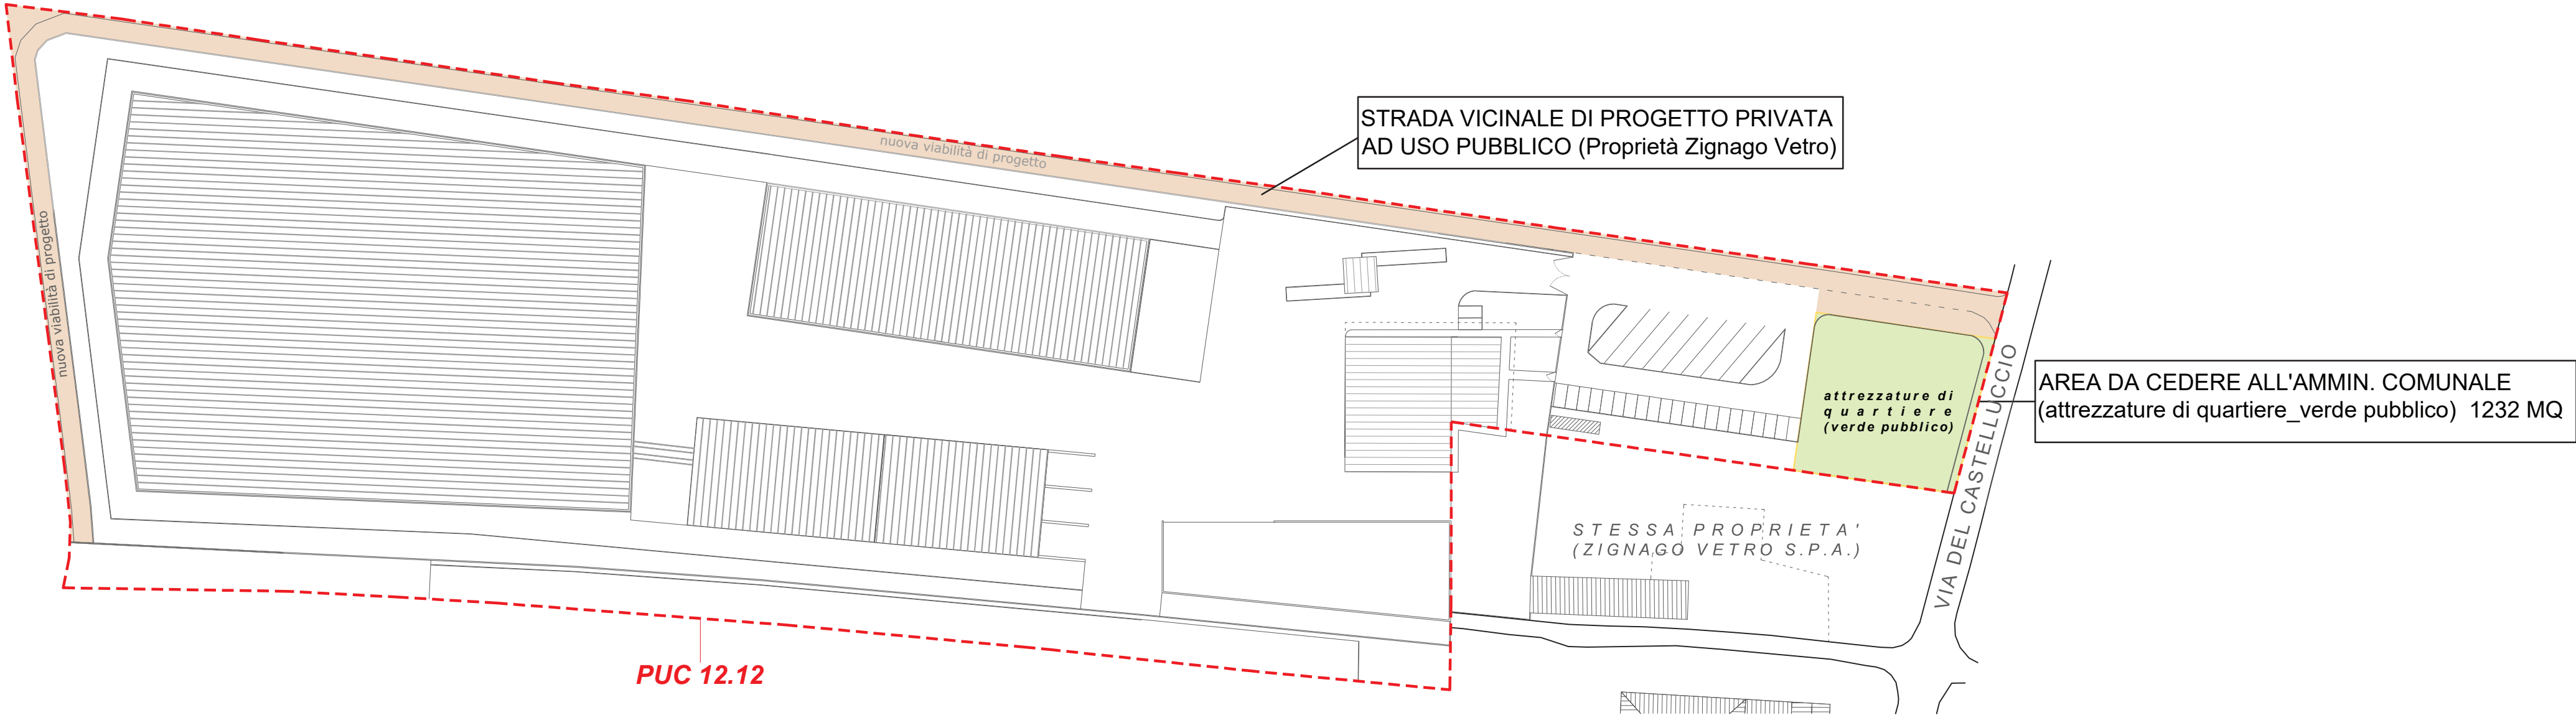 STRADA VICINALE DI PROGETTO PRIVATA
AD USO PUBBLICO (Proprietà Zignago Vetro)
nuova viabilità di progetto
nuova viabilità di progetto
AREA DA CEDERE ALL'AMMIN. COMUNALE
(attrezzature di quartiere_verde pubblico) 1232 MQ
attrezzature di
quartiere
(verde pubblico)
VIA DEL CASTELLUCCIO
STESSA PROPRIETA'
(ZIGNAGO VETRO S.P.A.)
PUC 12.12